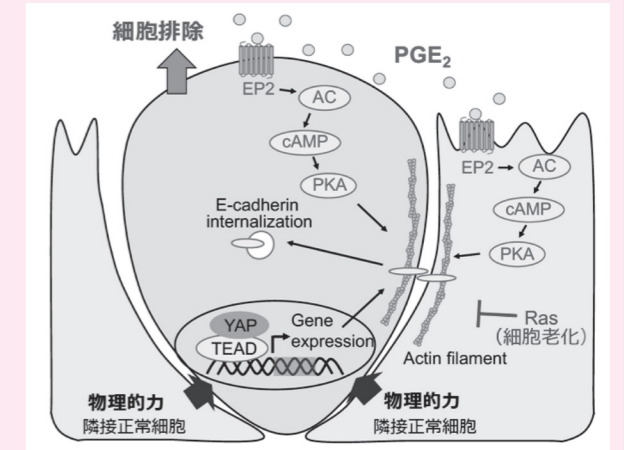 細胞排除
PGE2
EP2
AC
cAMP
PKA
E-cadherin
internalization
EP2
AC
cAMP
PKA
YAP
TEAD
Gene
expression
Ras
(細胞老化)
Actin filament
物理的力
隣接正常細胞
物理的力
隣接正常細胞